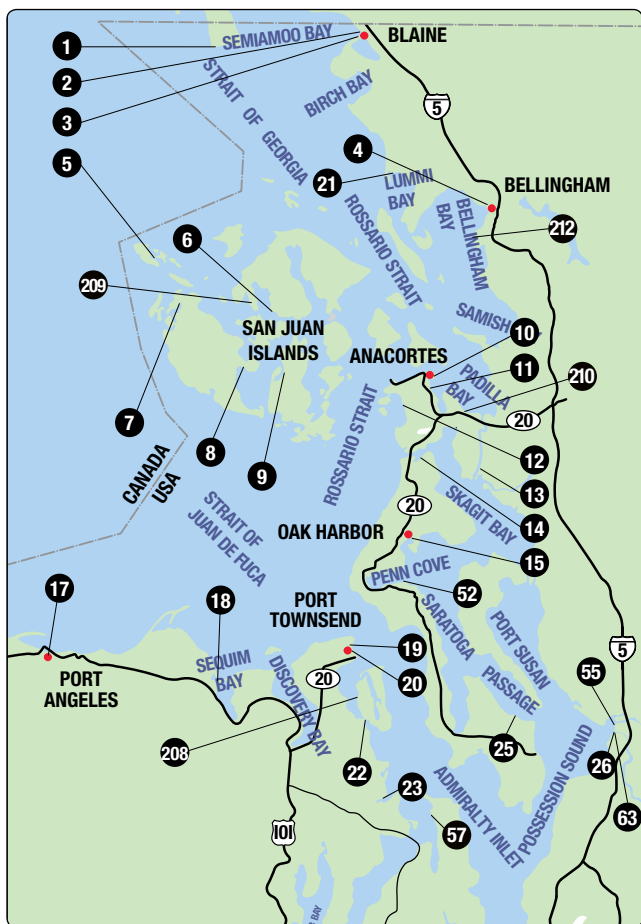 1
SEMIAMOO BAY
BLAINE
2
3
STRAIT OF GEORGIA
BIRCH BAY
5
4
5
21
LUMMI
BAY
BELLINGHAM
BELLINGHAM
BAY
212
6
209
ROSSARIO STRAIT
SAMISH
SAN JUAN
ISLANDS
10
ANACORTES
11
PADILLA
BAY
210
20
7
8
9
ROSSARIO STRAIT
12
13
CANADA
USA
STRAIT OF
JUAN DE FUCA
20
SKAGIT BAY
14
OAK HARBOR
15
17
18
PENN COVE
52
PORT
TOWNSEND
SARATOGA
PASSAGE
PORT SUSAN
19
20
5
PORT
ANGELES
SEQUIM
BAY
DISCOVERY BAY
20
55
208
22
25
26
63
23
57
ADMIRALTY INLET
POSSESSION SOUND
101
BAY